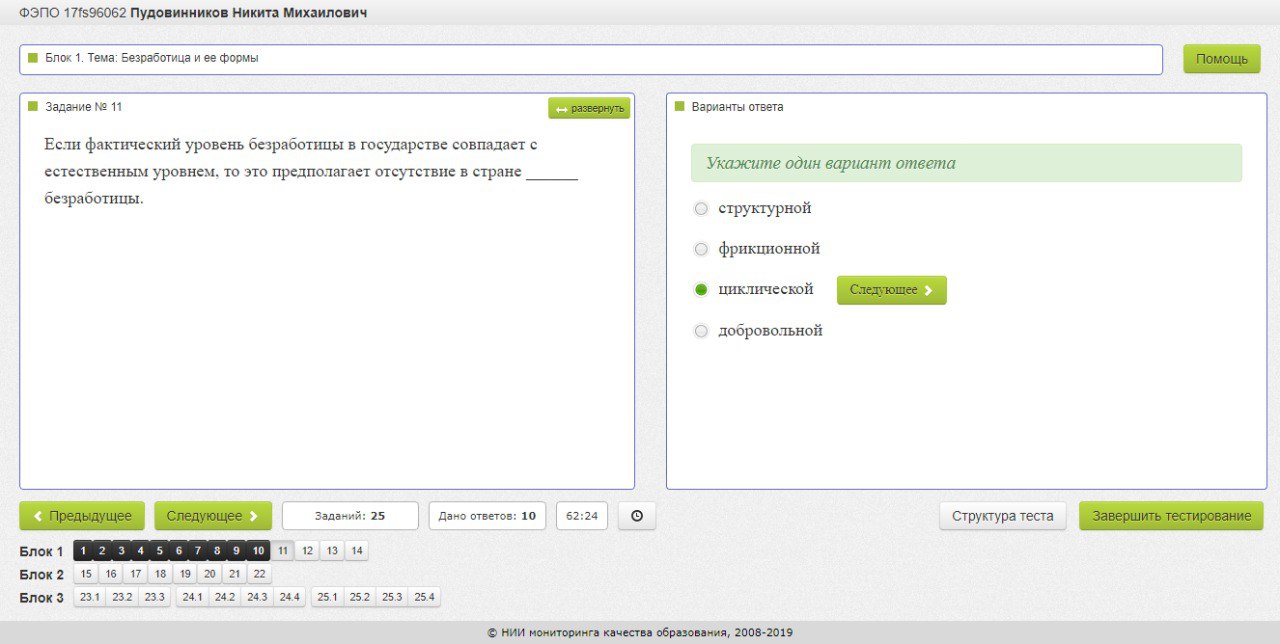 ФЭПО 17fs96062 Пудовинников Никита Михаилович
Блок 1. Тема: Безработица и ее формы
Помощь
Задание № 11
развернуть
Если фактический уровень безработицы в государстве совпадает с
естественным уровнем, то это предполагает отсутствие в стране ______
безработицы.
Варианты ответа
Укажите один вариант ответа
структурной
фрикционной
циклической
Следующее
добровольной
Предыдущее
Следующее
Заданий: 25
Дано ответов: 10
62:24
Структура теста
Завершить тестирование
Блок 1 1 2 3 4 5 6 7 8 9 10 11 12 13 14
Блок 2 15 16 17 18 19 20 21 22
Блок 3 23.1 23.2 23.3 24.1 24.2 24.3 24.4 25.1 25.2 25.3 25.4
© НИИ мониторинга качества образования, 2008-2019